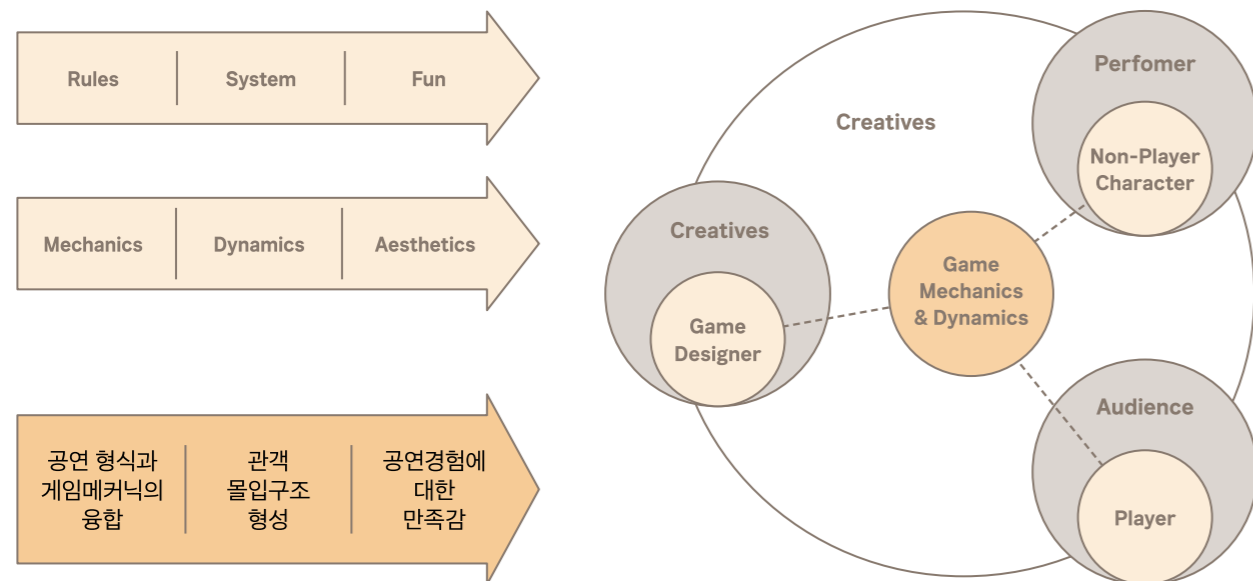 Rules
System
Fun
Mechanics
Dynamics
Aesthetics
공연 형식과
게임메커닉의
융합
관객
몰입구조
형성
공연경험에
대한
만족감
Creatives
Perfomer
Non-Player
Character
Creatives
Game
Designer
Game
Mechanics
& Dynamics
Audience
Player